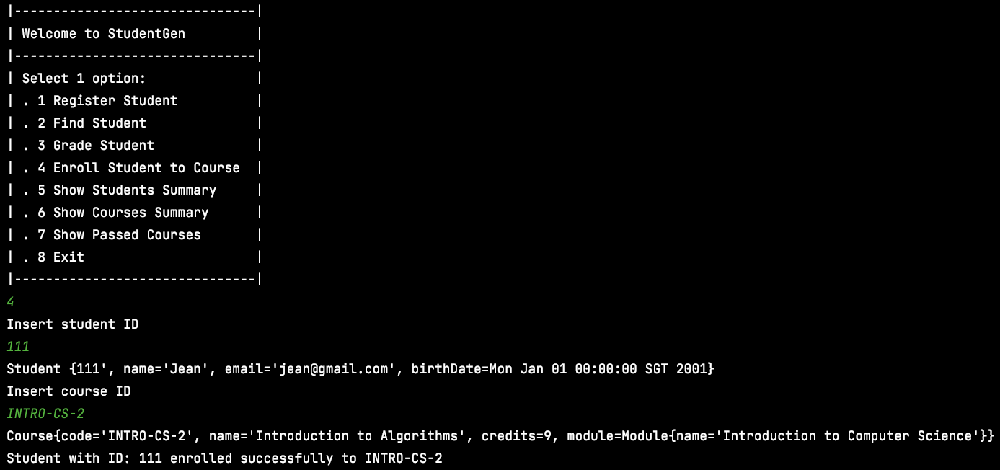 |-------------------------------|
| Welcome to StudentGen         |
|-------------------------------|
| Select 1 option:              |
| . 1 Register Student          |
| . 2 Find Student              |
| . 3 Grade Student             |
| . 4 Enroll Student to Course  |
| . 5 Show Students Summary     |
| . 6 Show Courses Summary      |
| . 7 Show Passed Courses       |
| . 8 Exit                      |
|-------------------------------|
4
Insert student ID
111
Student {111', name='Jean', email='jean@gmail.com', birthDate=Mon Jan 01 00:00:00 SGT 2001}
Insert course ID
INTRO-CS-2
Course{code='INTRO-CS-2', name='Introduction to Algorithms', credits=9, module=Module{name='Introduction to Computer Science'}}
Student with ID: 111 enrolled successfully to INTRO-CS-2